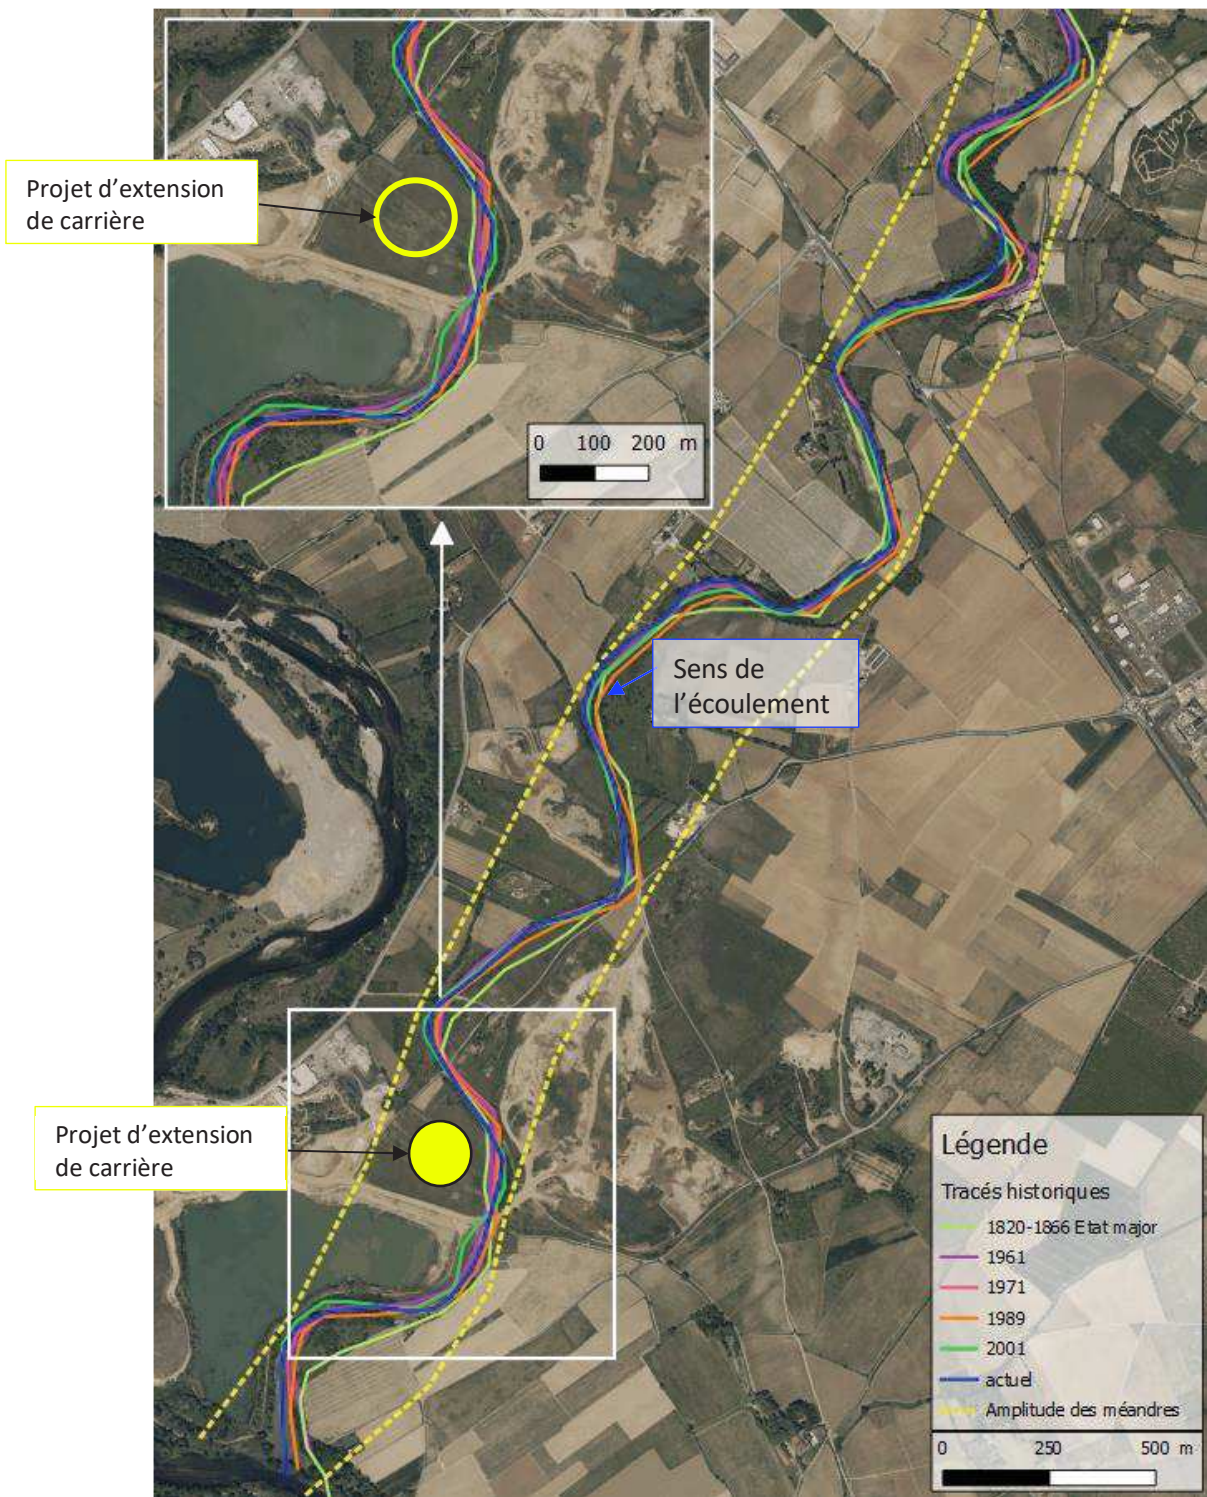 Projet d'extension
de carrière
0 100 200 m
Sens de
l'écoulement
Projet d'extension
de carrière
Légende
Tracés historiques
1820-1866 Etat major
1961
1971
1989
2001
actuel
Amplitude des méandres
0 250 500 m